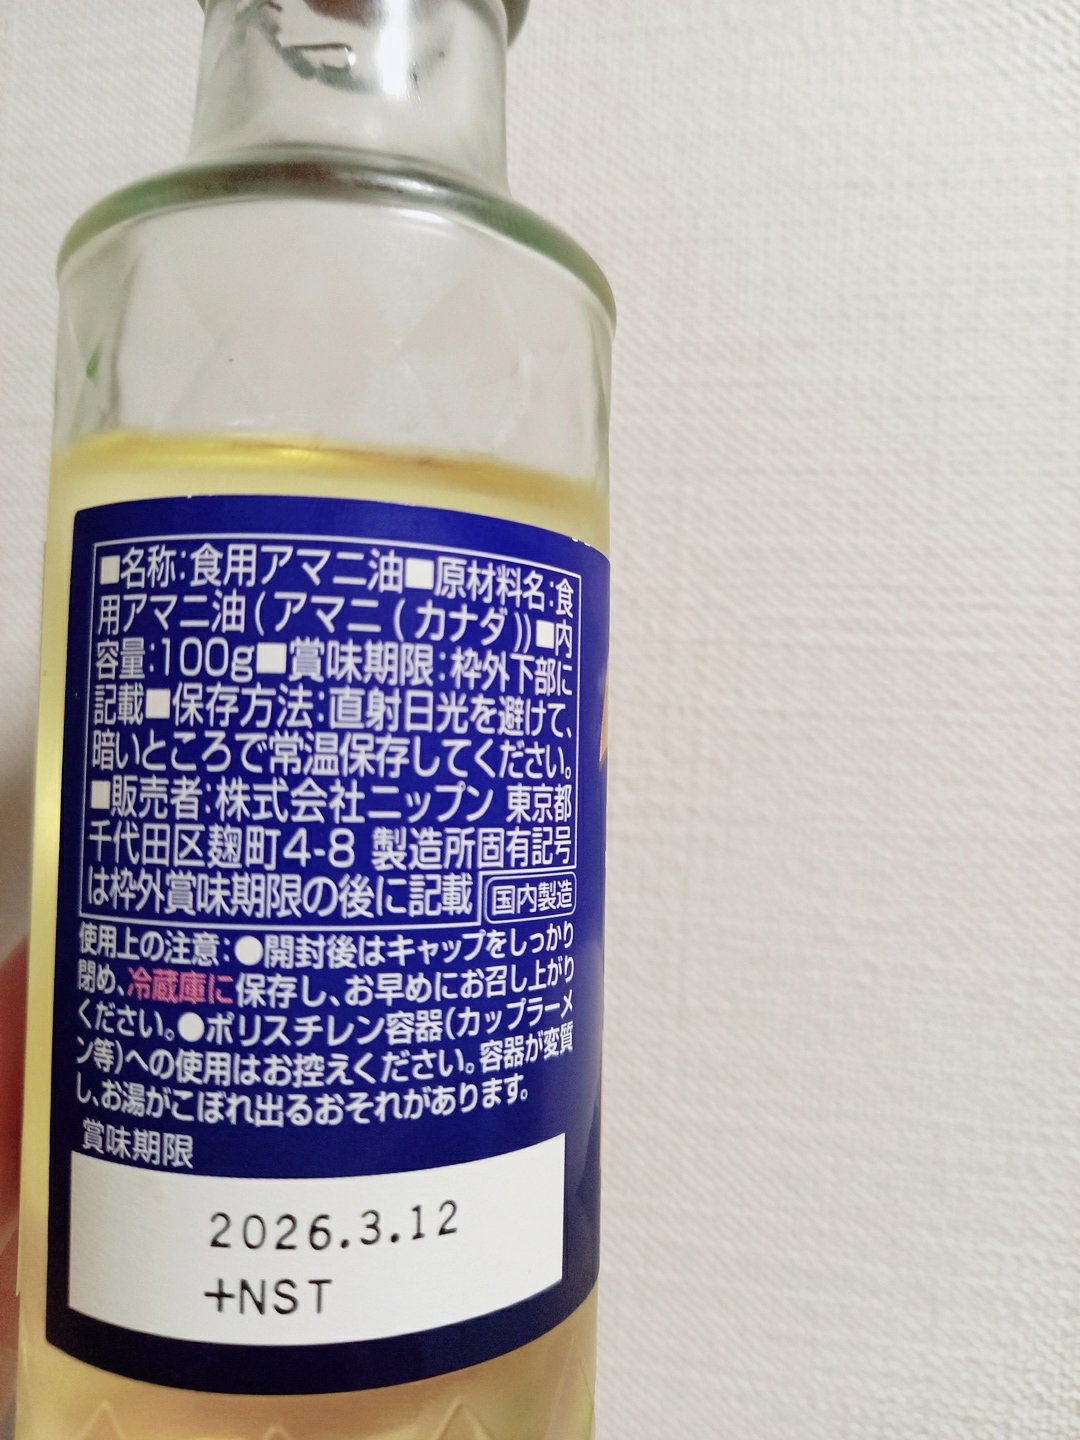 ■名称:食用アマニ油■原材料名:食
用アマニ油(アマニ(カナダ))■内
容量:100g■賞味期限:枠外下部に
記載■保存方法:直射日光を避けて、
暗いところで常温保存してください。
■販売者:株式会社ニップン 東京都
千代田区麹町4-8 製造所固有記号
は枠外賞味期限の後に記載 国内製造
使用上の注意:●開封後はキャップをしっかり
閉め、冷蔵庫に保存し、お早めにお召し上がり
ください。●ポリスチレン容器(カップラーメ
ン等)への使用はお控えください。容器が変質
し、お湯がこぼれ出るおそれがあります。
賞味期限
2026.3.12
+NST